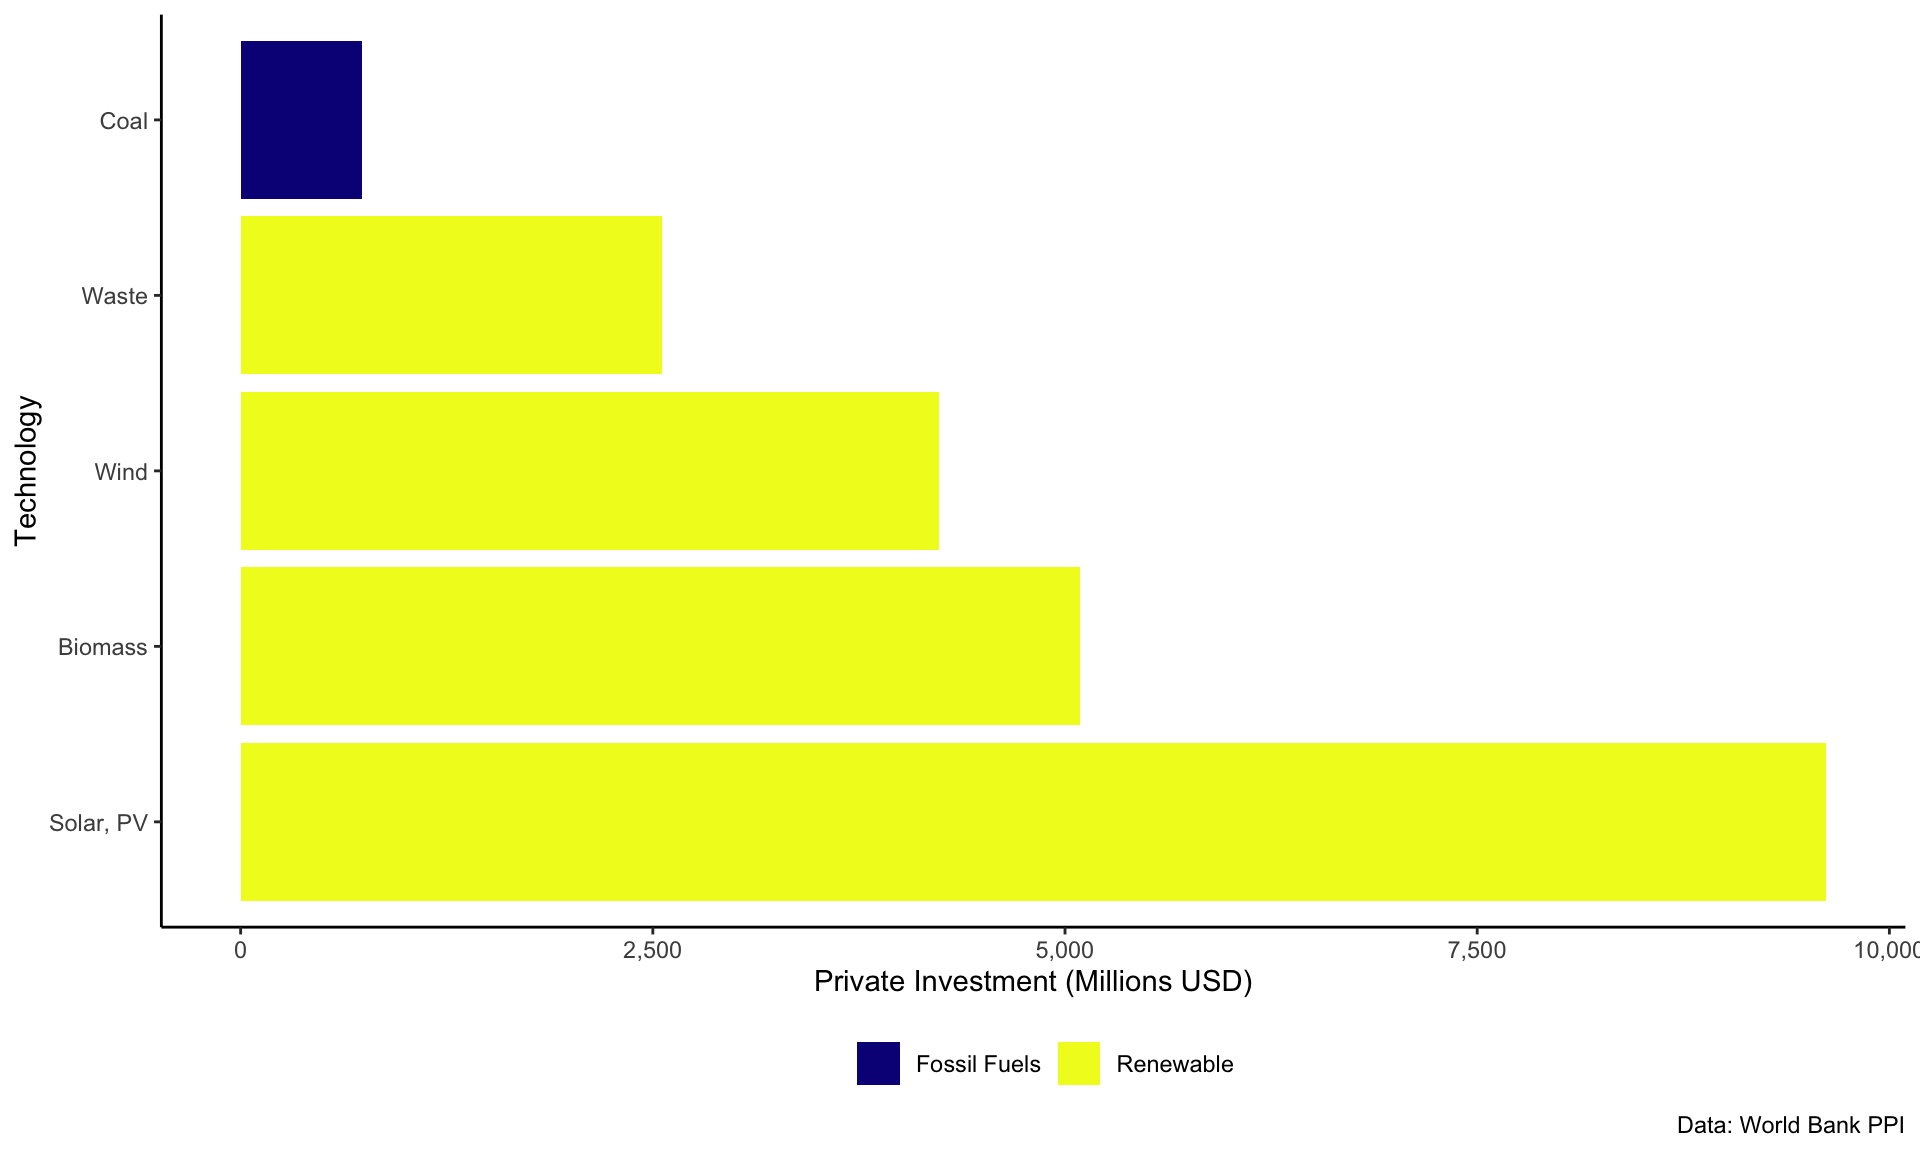 Technology
Coal
Waste
Wind
Biomass
Solar, PV
0 2,500 5,000 7,500 10,000
Private Investment (Millions USD)
Fossil Fuels Renewable
Data: World Bank PPI